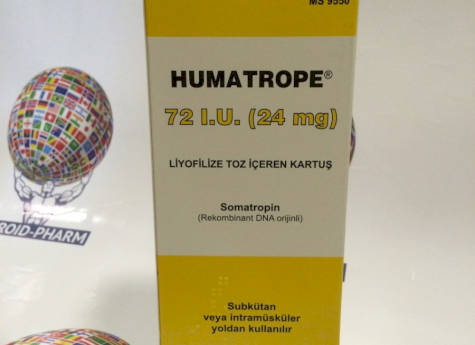 MS 9550
HUMATROPE®
72 I.U. (24 mg)
LİYOFİLİZE TOZ İÇEREN KARTUŞ
Somatropin
(Rekombinant DNA orijinli)
ROID-PHARM
Subkütan
veya intramüsküler
yoldan kullanılır